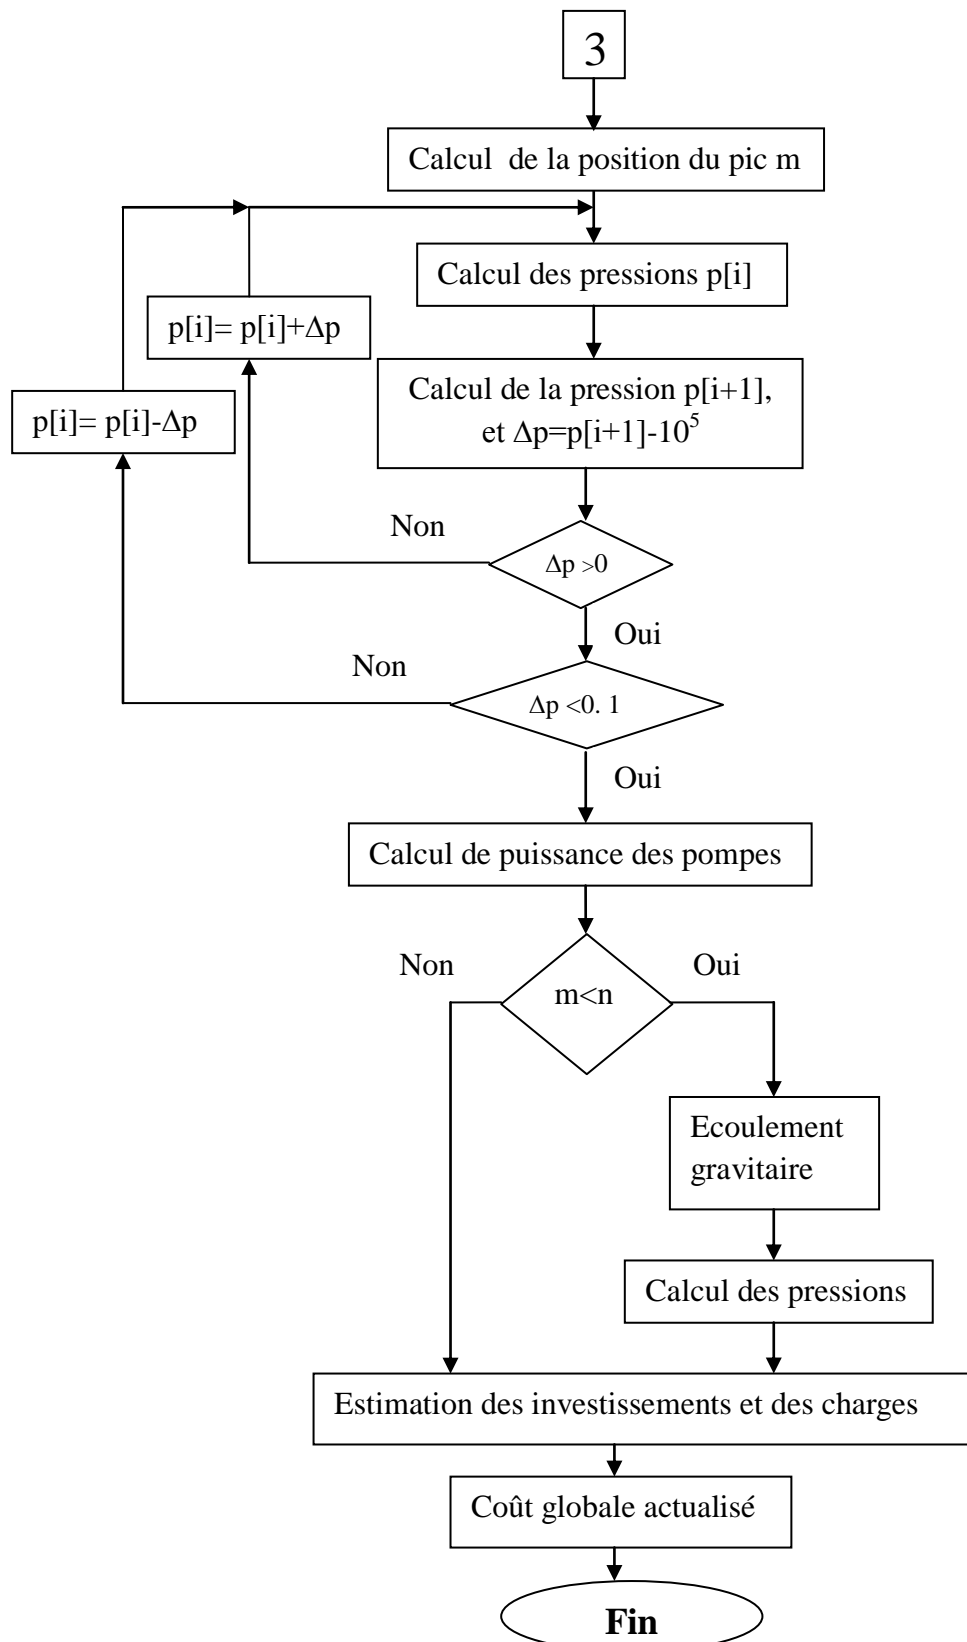 3
Calcul de la position du pic m
Calcul des pressions p[i]
p[i]= p[i]+Δp
Calcul de la pression p[i+1],
et Δp=p[i+1]-10⁵
p[i]= p[i]-Δp
Non
Δp >0
Oui
Non
Δp <0. 1
Oui
Calcul de puissance des pompes
Non
Oui
m<n
Ecoulement
gravitaire
Calcul des pressions
Estimation des investissements et des charges
Coût globale actualisé
Fin